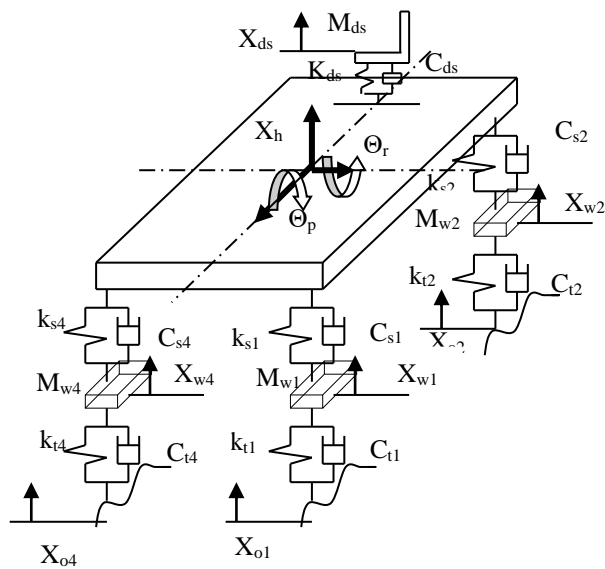 M_ds
X_ds
K_ds
C_ds
X_h
Θ_r
Θ_p
C_s2
k_s2
X_w2
M_w2
k_t2
C_t2
k_s4
C_s4
k_s1
C_s1
M_w4
X_w4
M_w1
X_w1
k_t4
C_t4
k_t1
C_t1
X_o4
X_o1